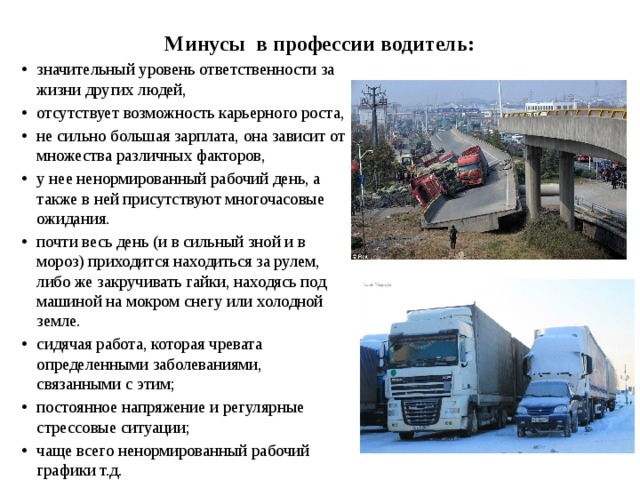 Минусы  в профессии водитель:
• значительный уровень ответственности за
жизни других людей,
• отсутствует возможность карьерного роста,
• не сильно большая зарплата, она зависит от
множества различных факторов,
• у нее ненормированный рабочий день, а
также в ней присутствуют многочасовые
ожидания.
• почти весь день (и в сильный зной и в
мороз) приходится находиться за рулем,
либо же закручивать гайки, находясь под
машиной на мокром снегу или холодной
земле.
• сидячая работа, которая чревата
определенными заболеваниями,
связанными с этим;
• постоянное напряжение и регулярные
стрессовые ситуации;
• чаще всего ненормированный рабочий
графики т.д.